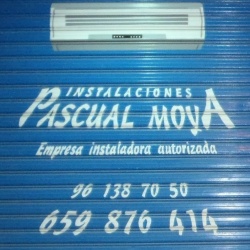 INSTALACIONES
PASCUAL MOYA
Empresa instaladora autorizada
96 138 70 50
659 876 414